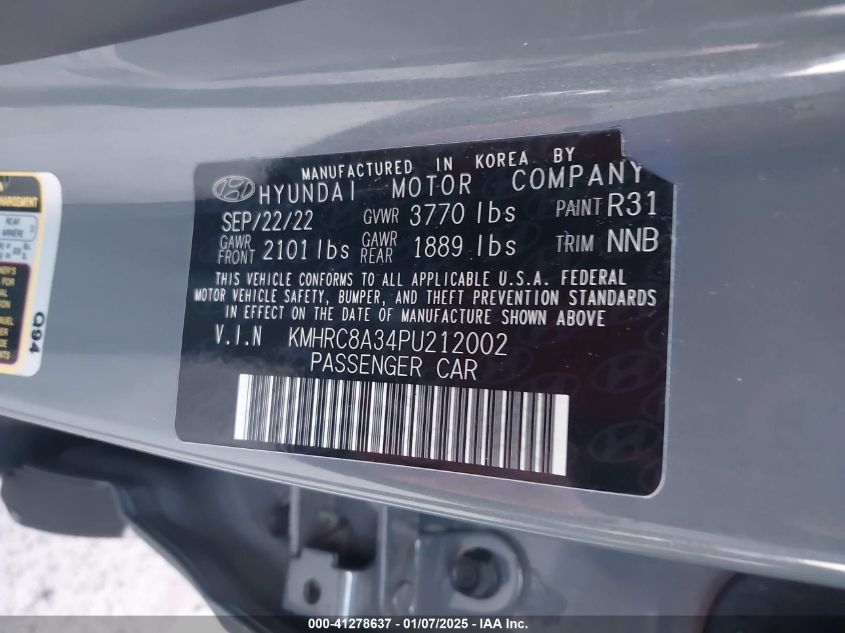 MANUFACTURED IN KOREA BY
HYUNDAI MOTOR COMPANY
SEP/22/22 GVWR 3770 lbs PAINT R31
GAWR FRONT 2101 lbs GAWR REAR 1889 lbs TRIM NNB
THIS VEHICLE CONFORMS TO ALL APPLICABLE U.S.A. FEDERAL
MOTOR VEHICLE SAFETY, BUMPER, AND THEFT PREVENTION STANDARDS
IN EFFECT ON THE DATE OF MANUFACTURE SHOWN ABOVE
V.I.N KMHRC8A34PU212002
PASSENGER CAR
REAR
ARRIÈRE
FOR
Q94
000-41278637 - 01/07/2025 - IAA Inc.